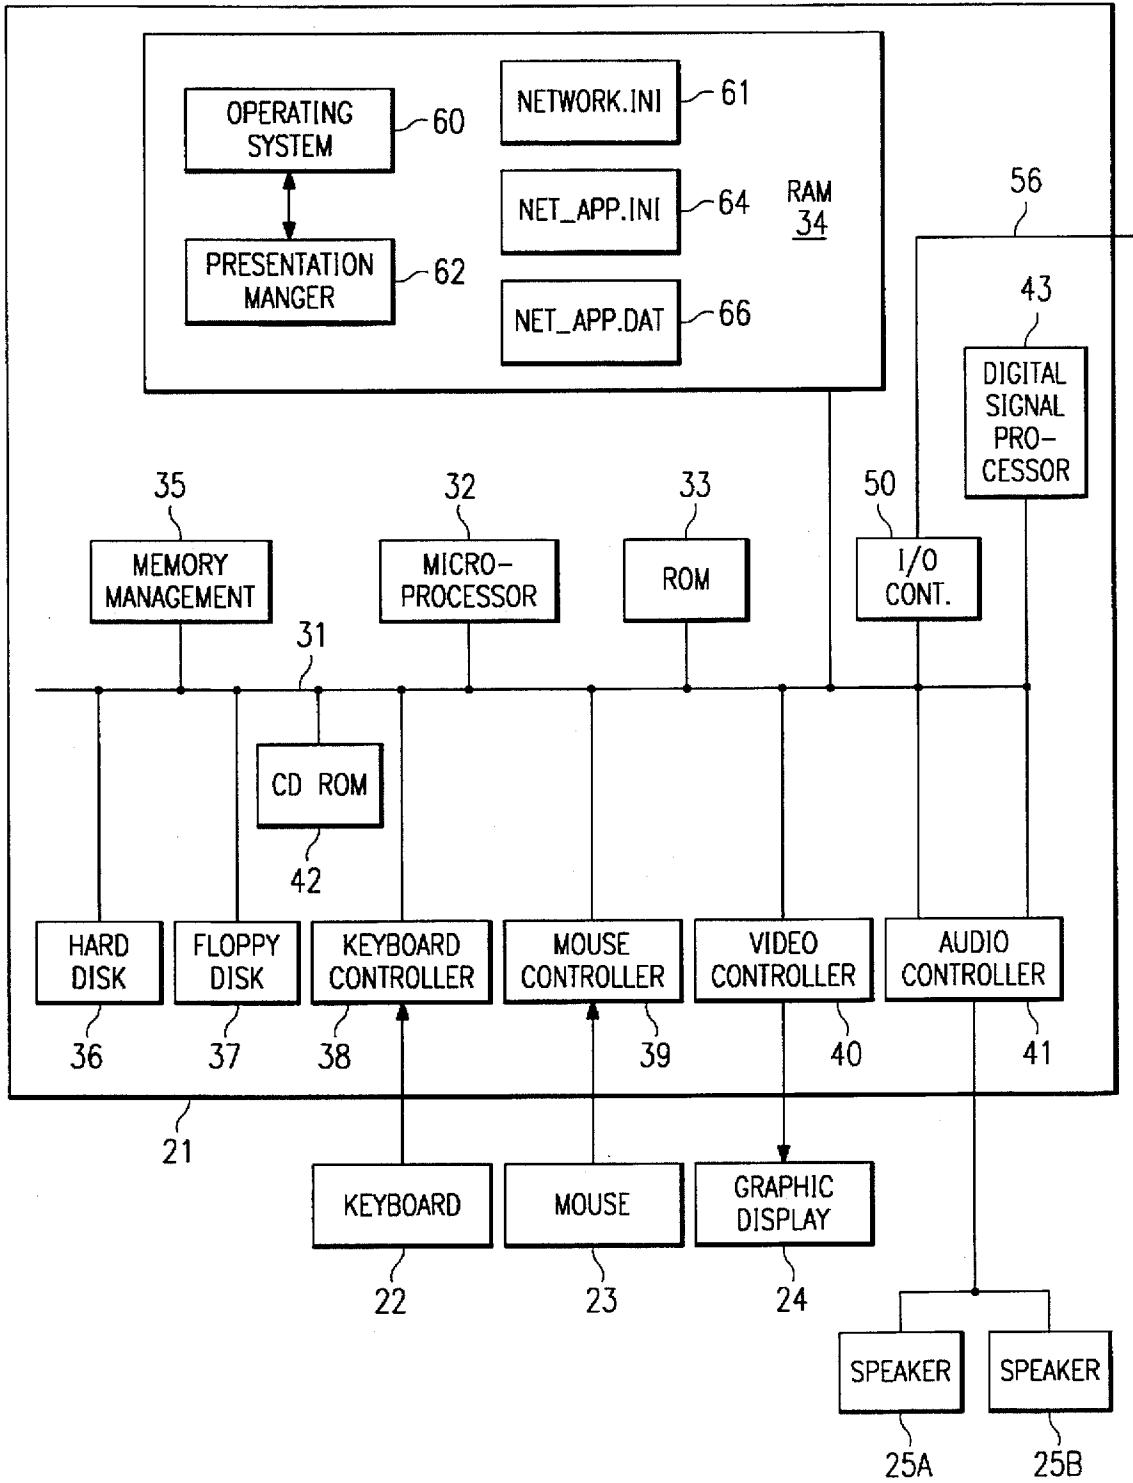 OPERATING
SYSTEM
60
NETWORK.INI
61
PRESENTATION
MANGER
62
NET_APP.INI
64
NET_APP.DAT
66
RAM
34
56
43
DIGITAL
SIGNAL
PRO-
CESSOR
35
MEMORY
MANAGEMENT
32
MICRO-
PROCESSOR
33
ROM
50
I/O
CONT.
31
CD ROM
42
HARD
DISK
36
FLOPPY
DISK
37
KEYBOARD
CONTROLLER
38
MOUSE
CONTROLLER
39
VIDEO
CONTROLLER
40
AUDIO
CONTROLLER
41
21
KEYBOARD
22
MOUSE
23
GRAPHIC
DISPLAY
24
SPEAKER
25A
SPEAKER
25B